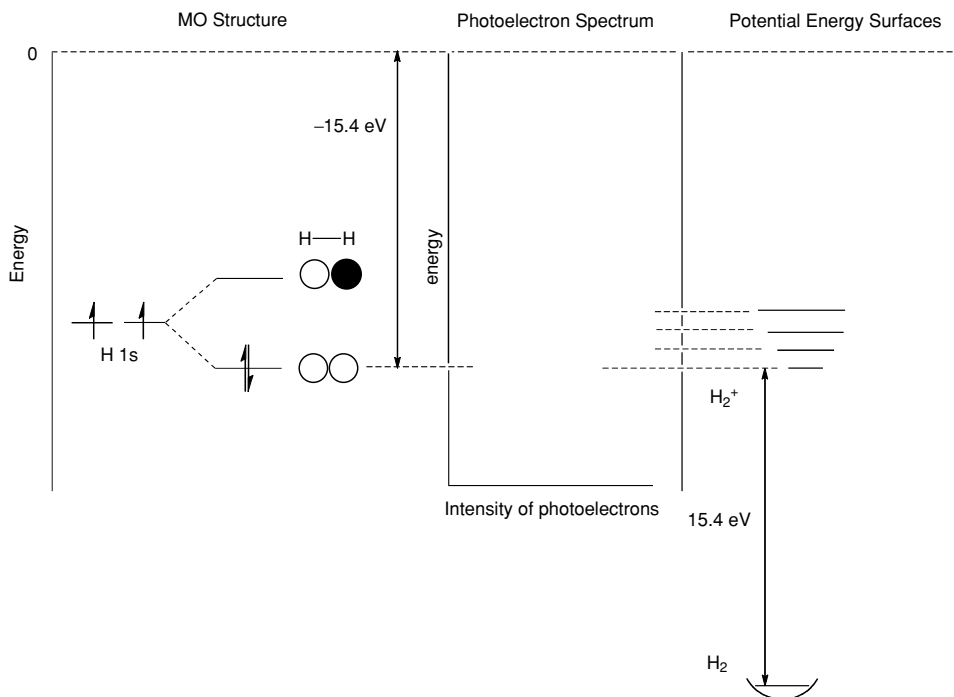 MO Structure
Photoelectron Spectrum
Potential Energy Surfaces
0
–15.4 eV
Energy
energy
H—H
H 1s
H₂⁺
Intensity of photoelectrons
15.4 eV
H₂